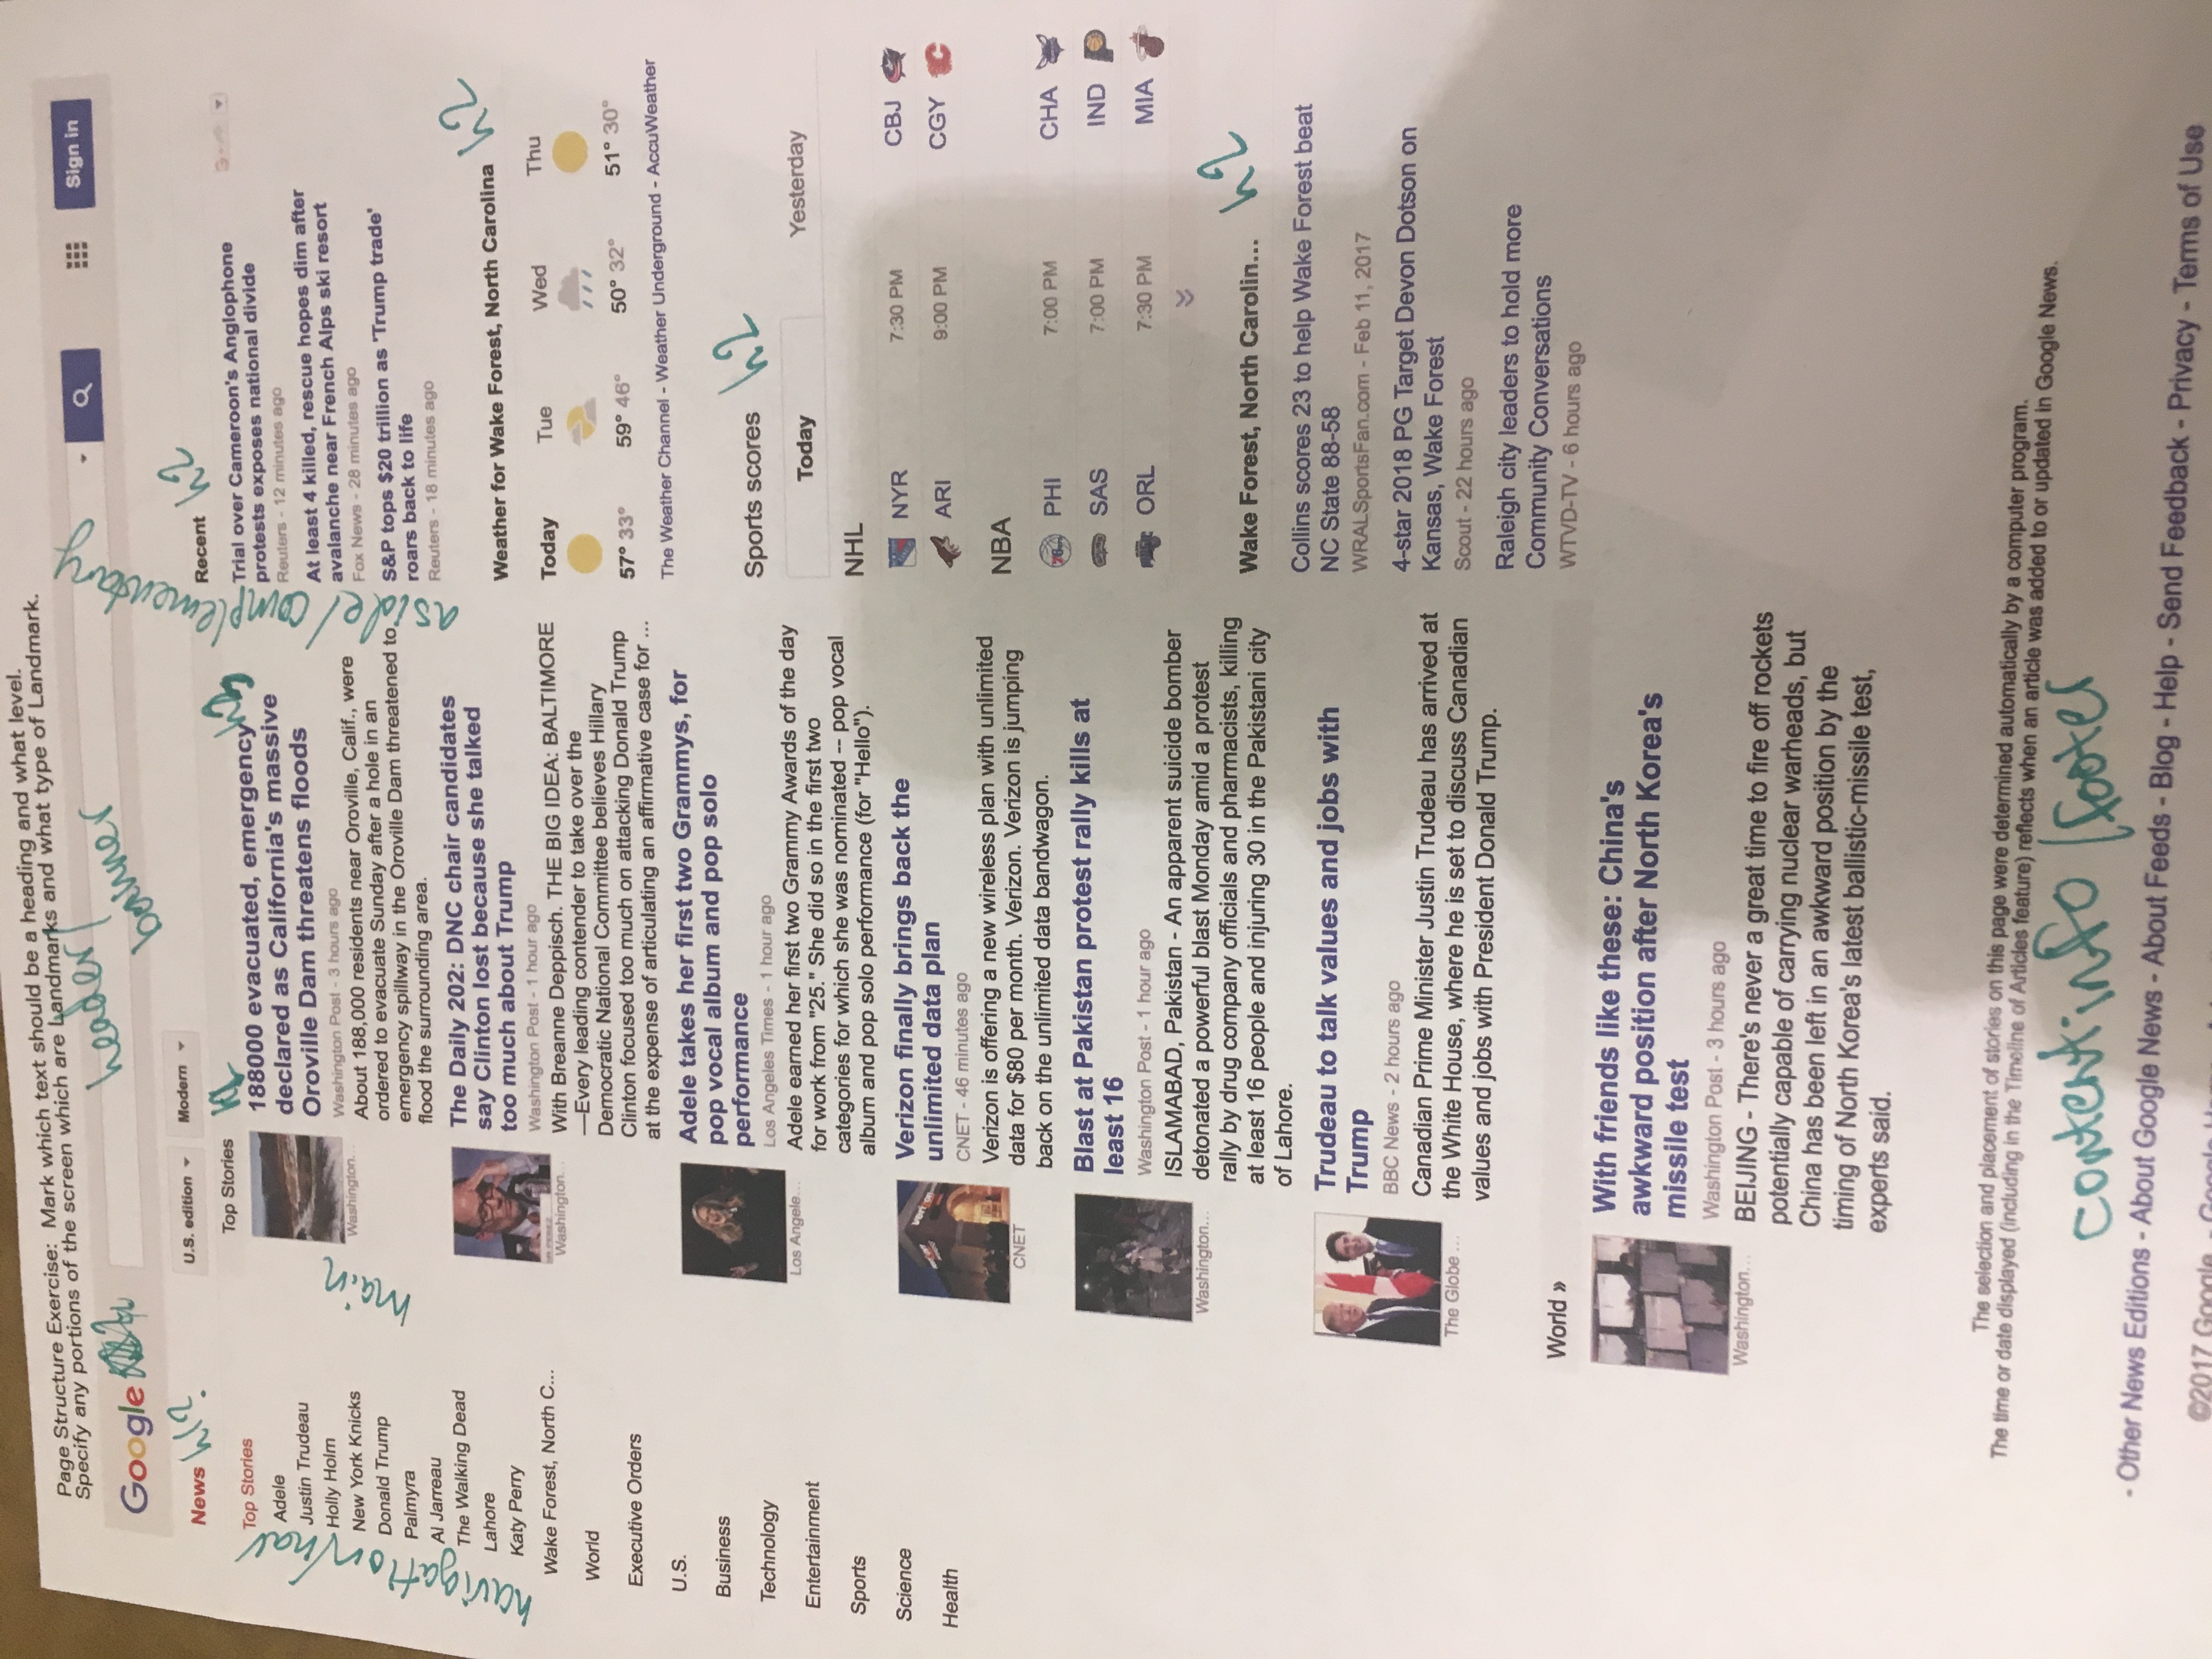 Page Structure Exercise: Mark which text should be a heading and what level.
Specify any portions of the screen which are Landmarks and what type of Landmark.
header/
banner
Google
Sign in
News h1?
U.S. edition
Modern
navigation/nav
Top Stories
Adele
Justin Trudeau
Holly Holm
New York Knicks
Donald Trump
Palmyra
Al Jarreau
The Walking Dead
Lahore
Katy Perry
Wake Forest, North C...
World
Executive Orders
U.S.
Business
Technology
Entertainment
Sports
Science
Health
main
Top Stories
188000 evacuated, emergency h3
declared as California's massive
Oroville Dam threatens floods
Washington Post - 3 hours ago
Washington...
About 188,000 residents near Oroville, Calif., were
ordered to evacuate Sunday after a hole in an
emergency spillway in the Oroville Dam threatened to
flood the surrounding area.
The Daily 202: DNC chair candidates
say Clinton lost because she talked
too much about Trump
Washington Post - 1 hour ago
Washington...
With Breanne Deppisch. THE BIG IDEA: BALTIMORE
—Every leading contender to take over the
Democratic National Committee believes Hillary
Clinton focused too much on attacking Donald Trump
at the expense of articulating an affirmative case for ...
Adele takes her first two Grammys, for
pop vocal album and pop solo
performance
Los Angeles Times - 1 hour ago
Los Angele...
Adele earned her first two Grammy Awards of the day
for work from "25." She did so in the first two
categories for which she was nominated -- pop vocal
album and pop solo performance (for "Hello").
Verizon finally brings back the
unlimited data plan
CNET - 46 minutes ago
CNET
Verizon is offering a new wireless plan with unlimited
data for $80 per month. Verizon. Verizon is jumping
back on the unlimited data bandwagon.
Blast at Pakistan protest rally kills at
least 16
Washington Post - 1 hour ago
Washington...
ISLAMABAD, Pakistan - An apparent suicide bomber
detonated a powerful blast Monday amid a protest
rally by drug company officials and pharmacists, killing
at least 16 people and injuring 30 in the Pakistani city
of Lahore.
Trudeau to talk values and jobs with
Trump
BBC News - 2 hours ago
The Globe ...
Canadian Prime Minister Justin Trudeau has arrived at
the White House, where he is set to discuss Canadian
values and jobs with President Donald Trump.
World »
With friends like these: China's
awkward position after North Korea's
missile test
Washington Post - 3 hours ago
Washington...
BEIJING - There's never a great time to fire off rockets
potentially capable of carrying nuclear warheads, but
China has been left in an awkward position by the
timing of North Korea's latest ballistic-missile test,
experts said.
aside/complementary
Recent h2
Trial over Cameroon's Anglophone
protests exposes national divide
Reuters - 12 minutes ago
At least 4 killed, rescue hopes dim after
avalanche near French Alps ski resort
Fox News - 28 minutes ago
S&P tops $20 trillion as 'Trump trade'
roars back to life
Reuters - 18 minutes ago
Weather for Wake Forest, North Carolina h2
Today Tue Wed Thu
57° 33° 59° 46° 50° 32° 51° 30°
The Weather Channel - Weather Underground - AccuWeather
Sports scores h2
Today Yesterday
NHL
NYR 7:30 PM CBJ
ARI 9:00 PM CGY
NBA
PHI 7:00 PM CHA
SAS 7:00 PM IND
ORL 7:30 PM MIA
Wake Forest, North Carolin... h2
Collins scores 23 to help Wake Forest beat
NC State 88-58
WRALSportsFan.com - Feb 11, 2017
4-star 2018 PG Target Devon Dotson on
Kansas, Wake Forest
Scout - 22 hours ago
Raleigh city leaders to hold more
Community Conversations
WTVD-TV - 6 hours ago
The selection and placement of stories on this page were determined automatically by a computer program.
The time or date displayed (including in the Timeline of Articles feature) reflects when an article was added to or updated in Google News.
contentinfo/footer
- Other News Editions - About Google News - About Feeds - Blog - Help - Send Feedback - Privacy - Terms of Use
©2017 Google - Google